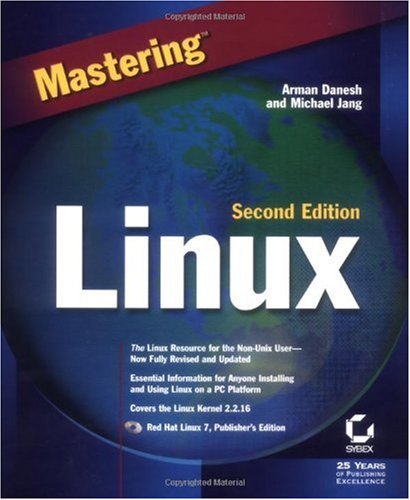 Copyrighted Material
Mastering™
Arman Danesh
and Michael Jang
Second Edition
Linux
The Linux Resource for the Non-Unix User—
Now Fully Revised and Updated
Essential Information for Anyone Installing
and Using Linux on a PC Platform
Covers the Linux Kernel 2.2.16
Red Hat Linux 7, Publisher's Edition
SYBEX
25 YEARS
OF PUBLISHING
EXCELLENCE
Copyrighted Material